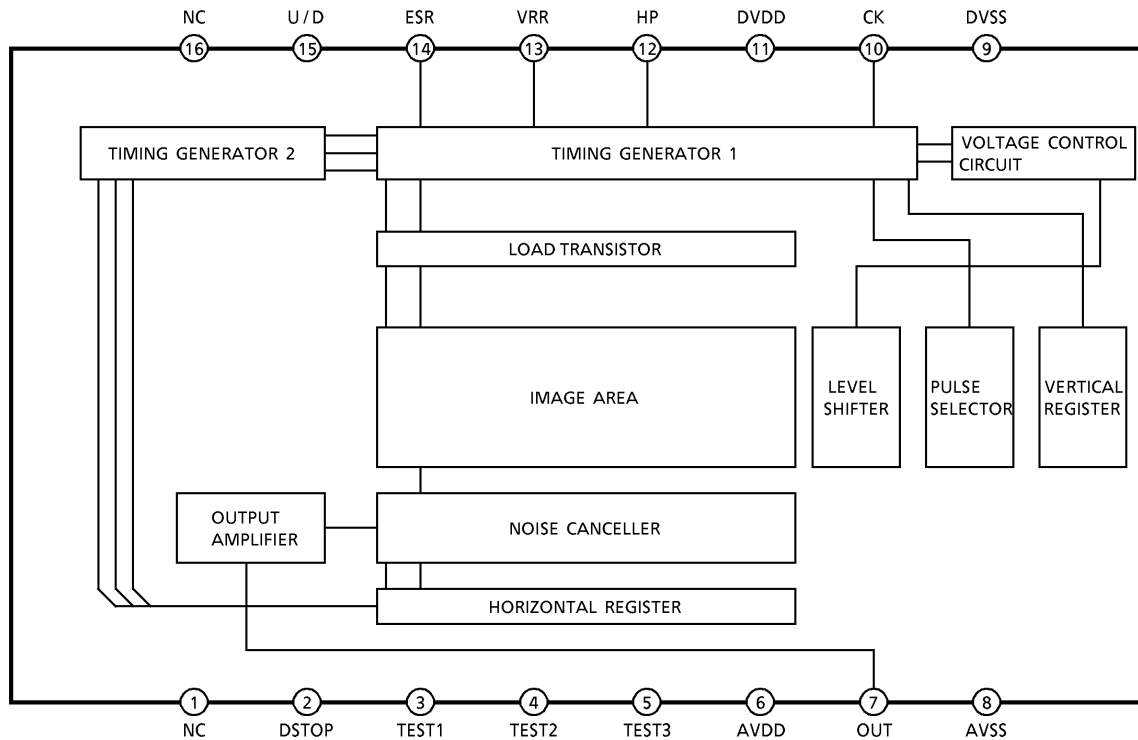 NC U/D ESR VRR HP DVDD CK DVSS
16 15 14 13 12 11 10 9
TIMING GENERATOR 2
TIMING GENERATOR 1
VOLTAGE CONTROL
CIRCUIT
LOAD TRANSISTOR
IMAGE AREA
LEVEL
SHIFTER
PULSE
SELECTOR
VERTICAL
REGISTER
OUTPUT
AMPLIFIER
NOISE CANCELLER
HORIZONTAL REGISTER
1 2 3 4 5 6 7 8
NC DSTOP TEST1 TEST2 TEST3 AVDD OUT AVSS